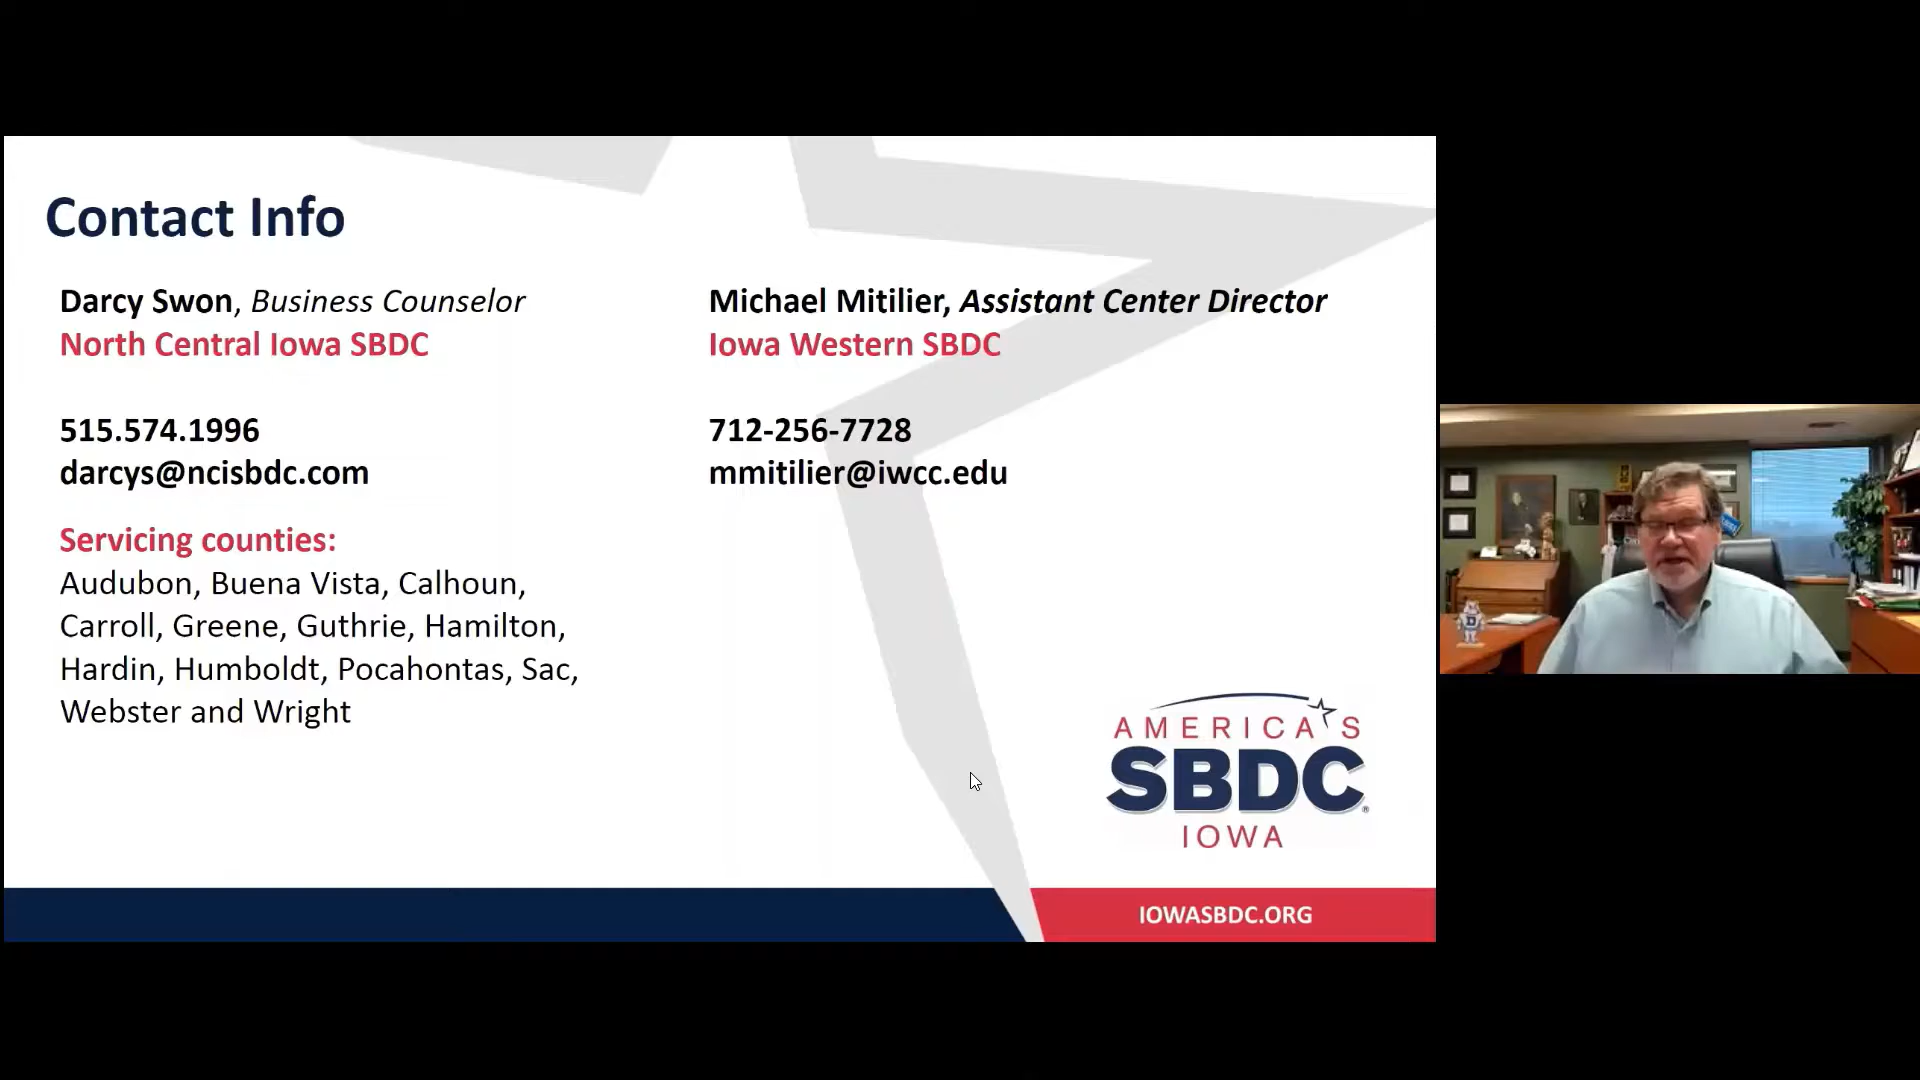 Contact Info
Darcy Swon, Business Counselor
North Central Iowa SBDC
515.574.1996
darcys@ncisbdc.com
Servicing counties:
Audubon, Buena Vista, Calhoun,
Carroll, Greene, Guthrie, Hamilton,
Hardin, Humboldt, Pocahontas, Sac,
Webster and Wright
Michael Mitilier, Assistant Center Director
Iowa Western SBDC
712-256-7728
mmitilier@iwcc.edu
AMERICA'S
SBDC®
IOWA
IOWASBDC.ORG
D